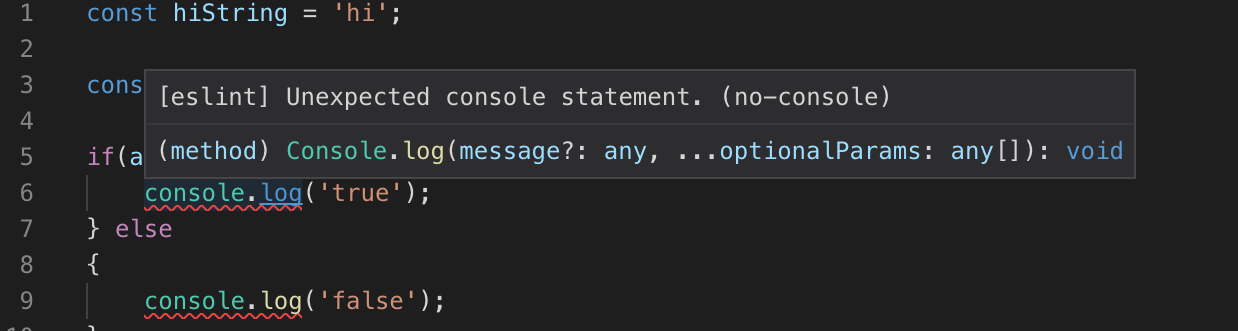 1 const hiString = 'hi';
2
3 cons
[eslint] Unexpected console statement. (no-console)
4
5 if(a
(method) Console.log(message?: any, ...optionalParams: any[]): void
6 console.log('true');
7 } else
8 {
9 console.log('false');
10 }